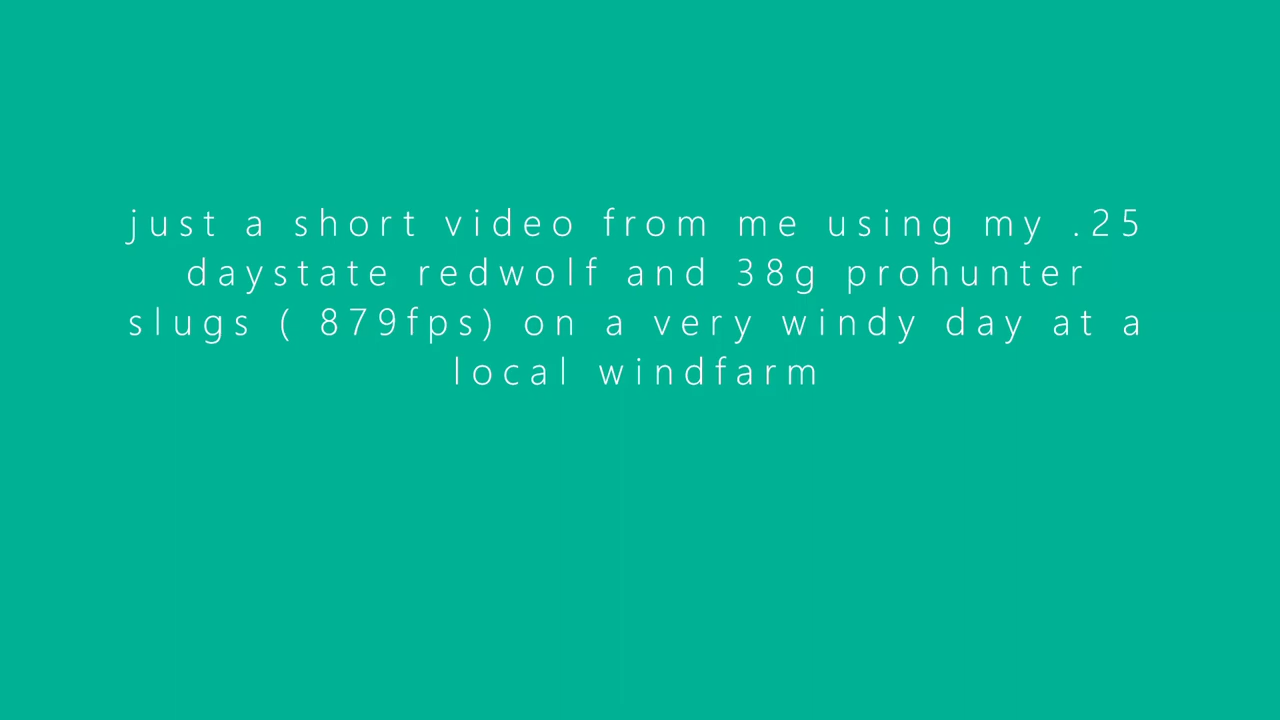 just a short video from me using my .25
daystate redwolf and 38g prohunter
slugs ( 879fps) on a very windy day at a
local windfarm